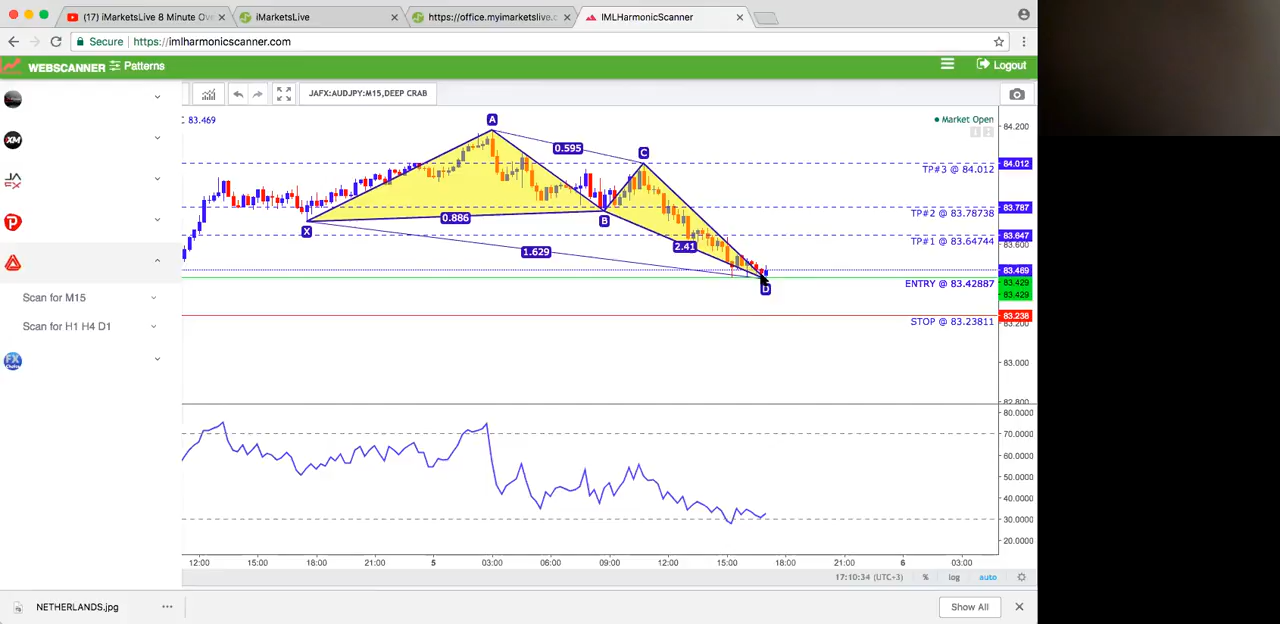 (17) iMarketsLive 8 Minute Ov
iMarketsLive
https://office.myimarketslive.c
IMLHarmonicScanner
Secure
https://imlharmonicscanner.com
WEBSCANNER
Patterns
Logout
JAFX:AUDJPY:M15,DEEP CRAB
C 83.469
Market Open
XM
Scan for M15
Scan for H1 H4 D1
FX
A
0.595
C
X
0.886
B
1.629
2.41
D
TP#3 @ 84.012
TP#2 @ 83.78738
TP#1 @ 83.64744
ENTRY @ 83.42887
STOP @ 83.23811
84.200
84.012
83.787
83.647
83.600
83.469
83.429
83.429
83.238
83.200
83.000
82.800
80.0000
70.0000
60.0000
50.0000
40.0000
30.0000
20.0000
12:00 15:00 18:00 21:00 5 03:00 06:00 09:00 12:00 15:00 18:00 21:00 6 03:00
17:10:34 (UTC+3) % log auto
NETHERLANDS.jpg
Show All